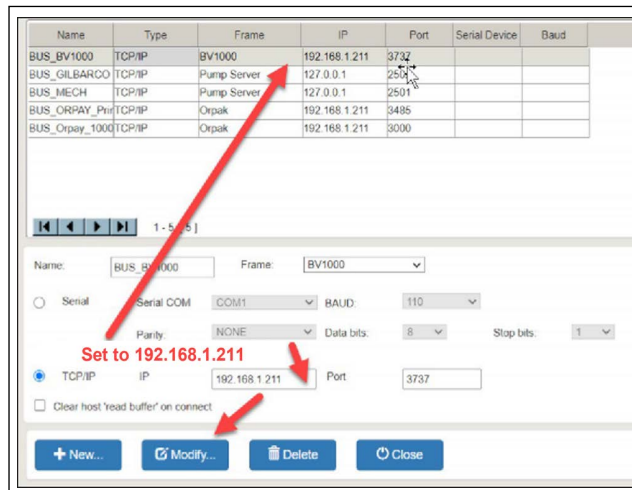 Name Type Frame IP Port Serial Device Baud
BUS_BV1000 TCP/IP BV1000 192.168.1.211 3737
BUS_GILBARCO TCP/IP Pump Server 127.0.0.1
BUS_MECH TCP/IP Pump Server 127.0.0.1 2501
BUS_ORPAY_Prin TCP/IP Orpak 192.168.1.211 3485
BUS_Orpay_1000 TCP/IP Orpak 192.168.1.211 3000
1 - 5 [ 5 ]
Name: BUS_BV1000 Frame: BV1000
Serial Serial COM COM1 BAUD: 110
Parity: NONE Data bits: 8 Stop bits: 1
Set to 192.168.1.211
TCP/IP IP 192.168.1.211 Port 3737
Clear host 'read buffer' on connect
New... Modify... Delete Close